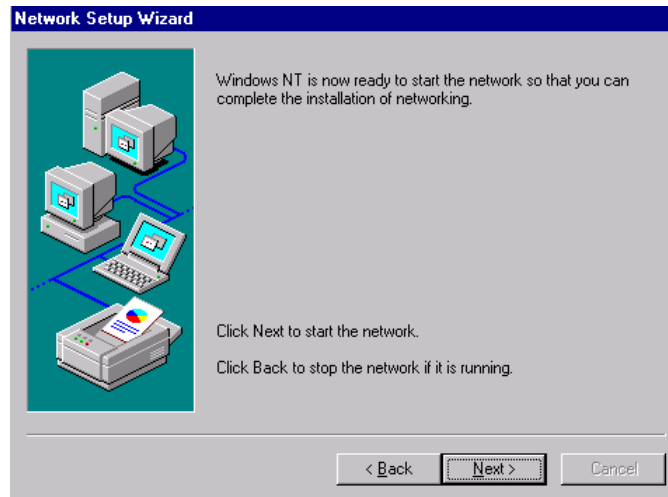 Network Setup Wizard
Windows NT is now ready to start the network so that you can
complete the installation of networking.
Click Next to start the network.
Click Back to stop the network if it is running.
< Back Next > Cancel